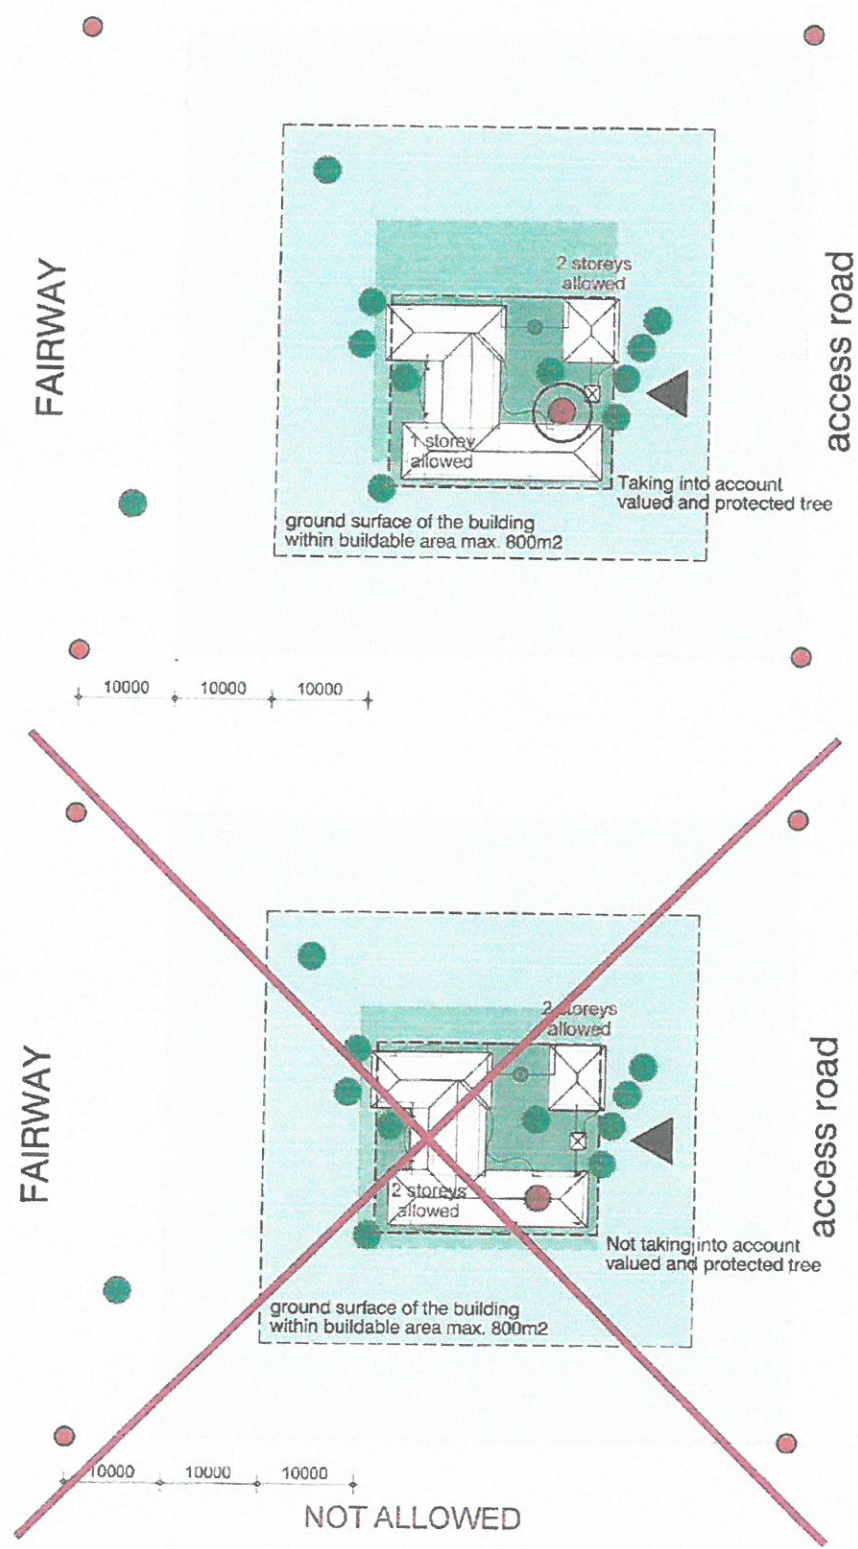 FAIRWAY
access road
2 storeys
allowed
1 storey
allowed
Taking into account
valued and protected tree
ground surface of the building
within buildable area max. 800m2
10000
10000
10000
FAIRWAY
access road
2 storeys
allowed
2 storeys
allowed
Not taking into account
valued and protected tree
ground surface of the building
within buildable area max. 800m2
10000
10000
10000
NOT ALLOWED